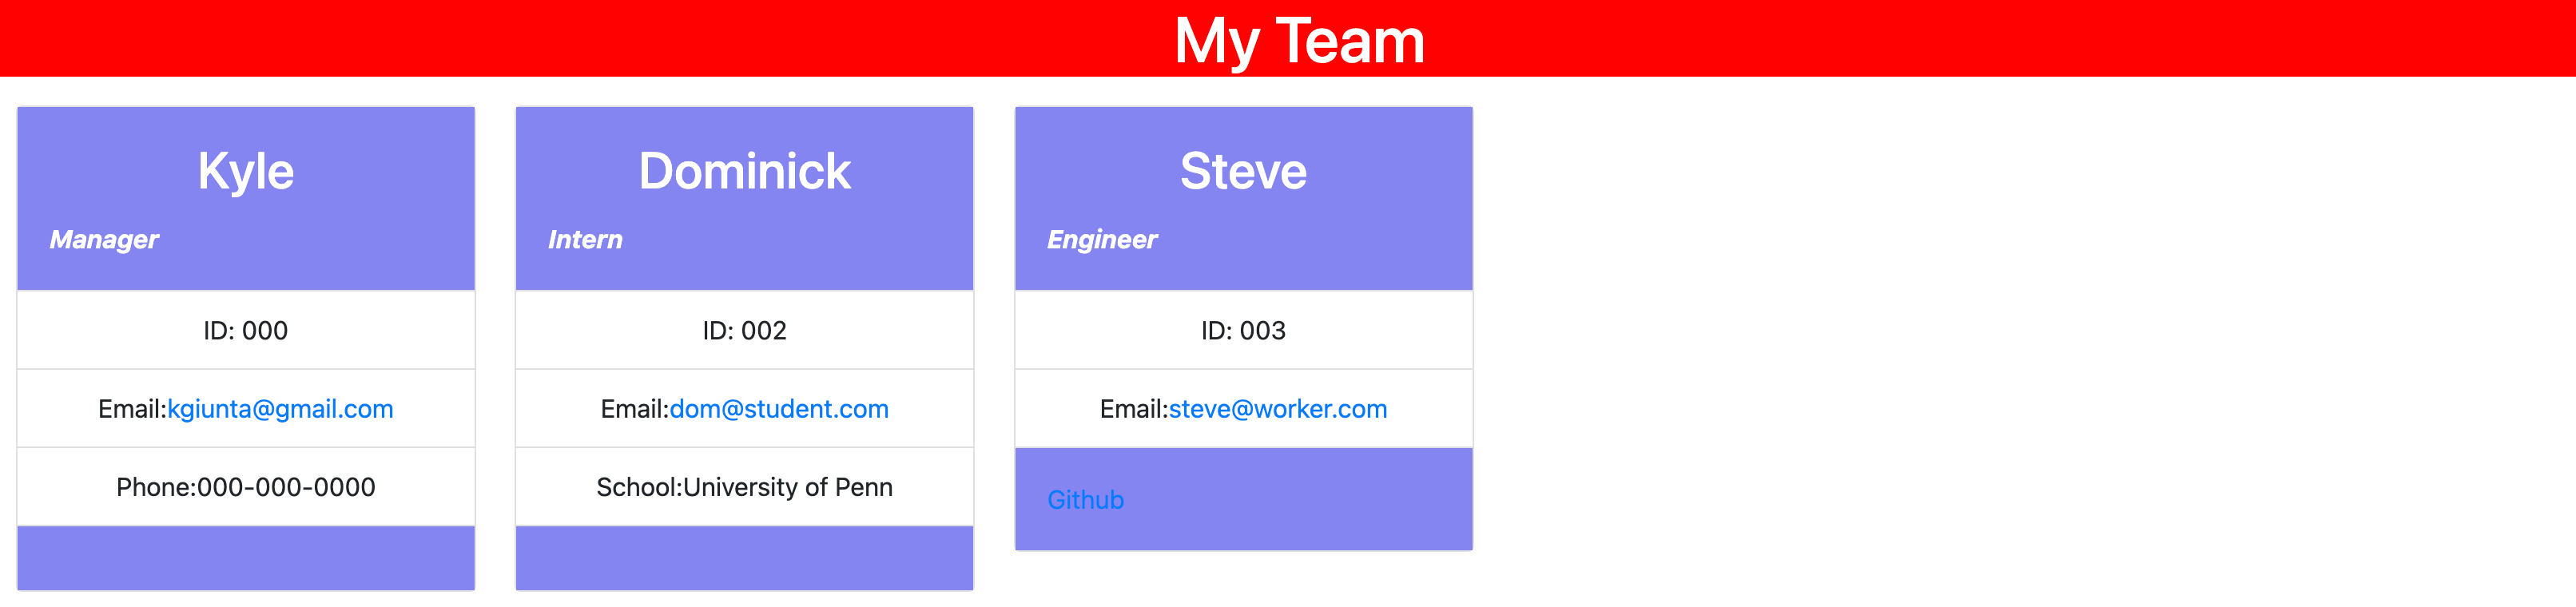 My Team
Kyle
Manager
ID: 000
Email:kgiunta@gmail.com
Phone:000-000-0000
Dominick
Intern
ID: 002
Email:dom@student.com
School:University of Penn
Steve
Engineer
ID: 003
Email:steve@worker.com
Github